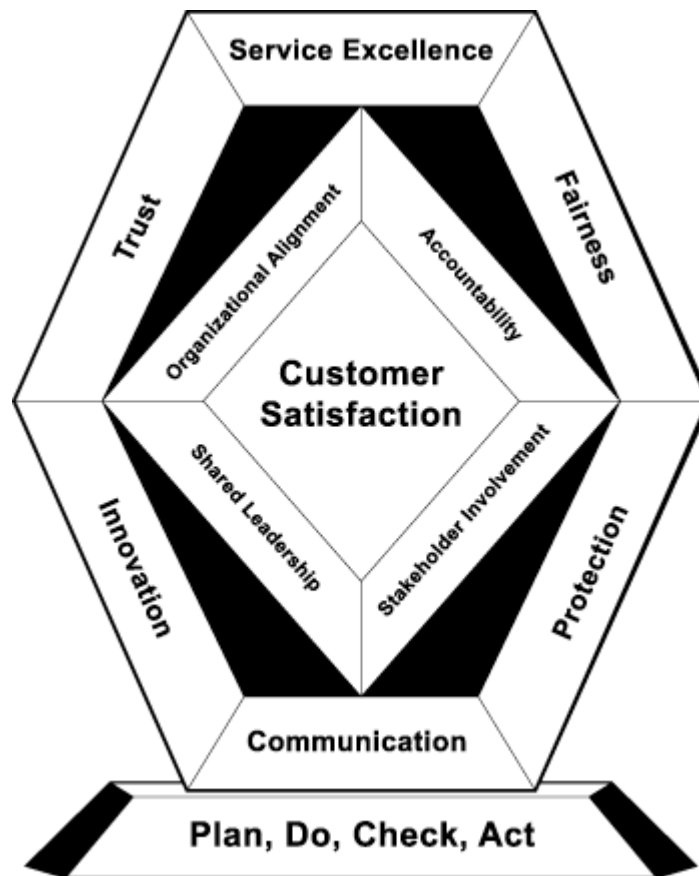 Service Excellence
Trust
Fairness
Organizational Alignment
Accountability
Customer
Satisfaction
Shared Leadership
Stakeholder Involvement
Innovation
Protection
Communication
Plan, Do, Check, Act